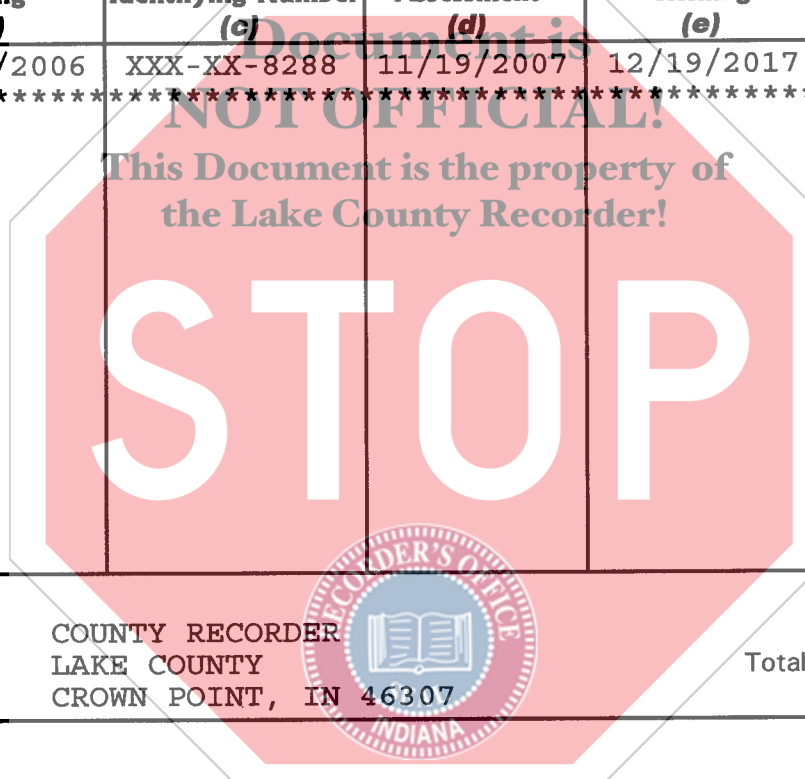 (c) (d) (e)
/2006 XXX-XX-8288 11/19/2007 12/19/2017
****************************************
Document is
NOT OFFICIAL!
This Document is the property of
the Lake County Recorder!
STOP
RECORDER'S OFFICE
INDIANA
COUNTY RECORDER
LAKE COUNTY
CROWN POINT, IN 46307
Total